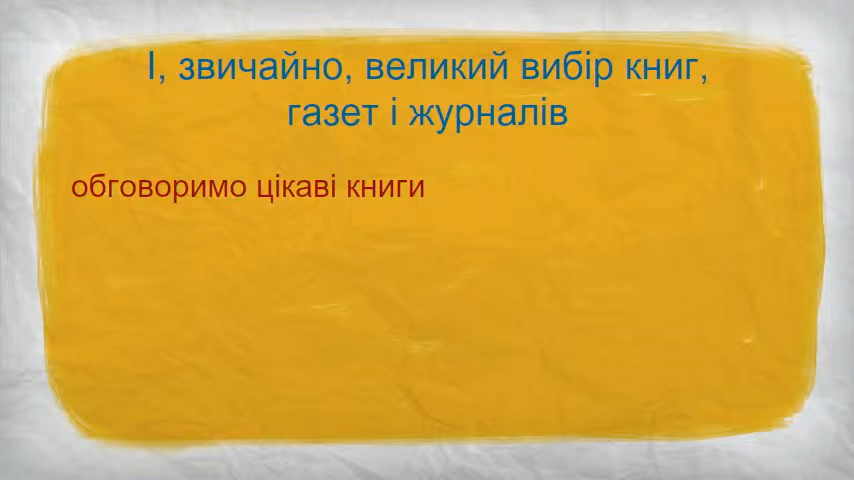 І, звичайно, великий вибір книг,
газет і журналів
обговоримо цікаві книги